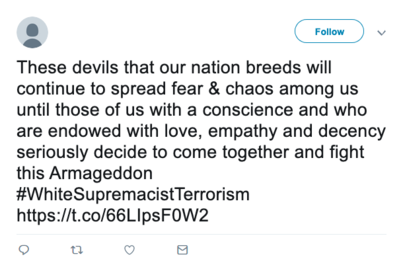 Follow
These devils that our nation breeds will
continue to spread fear & chaos among us
until those of us with a conscience and who
are endowed with love, empathy and decency
seriously decide to come together and fight
this Armageddon
#WhiteSupremacistTerrorism
https://t.co/66LIpsF0W2